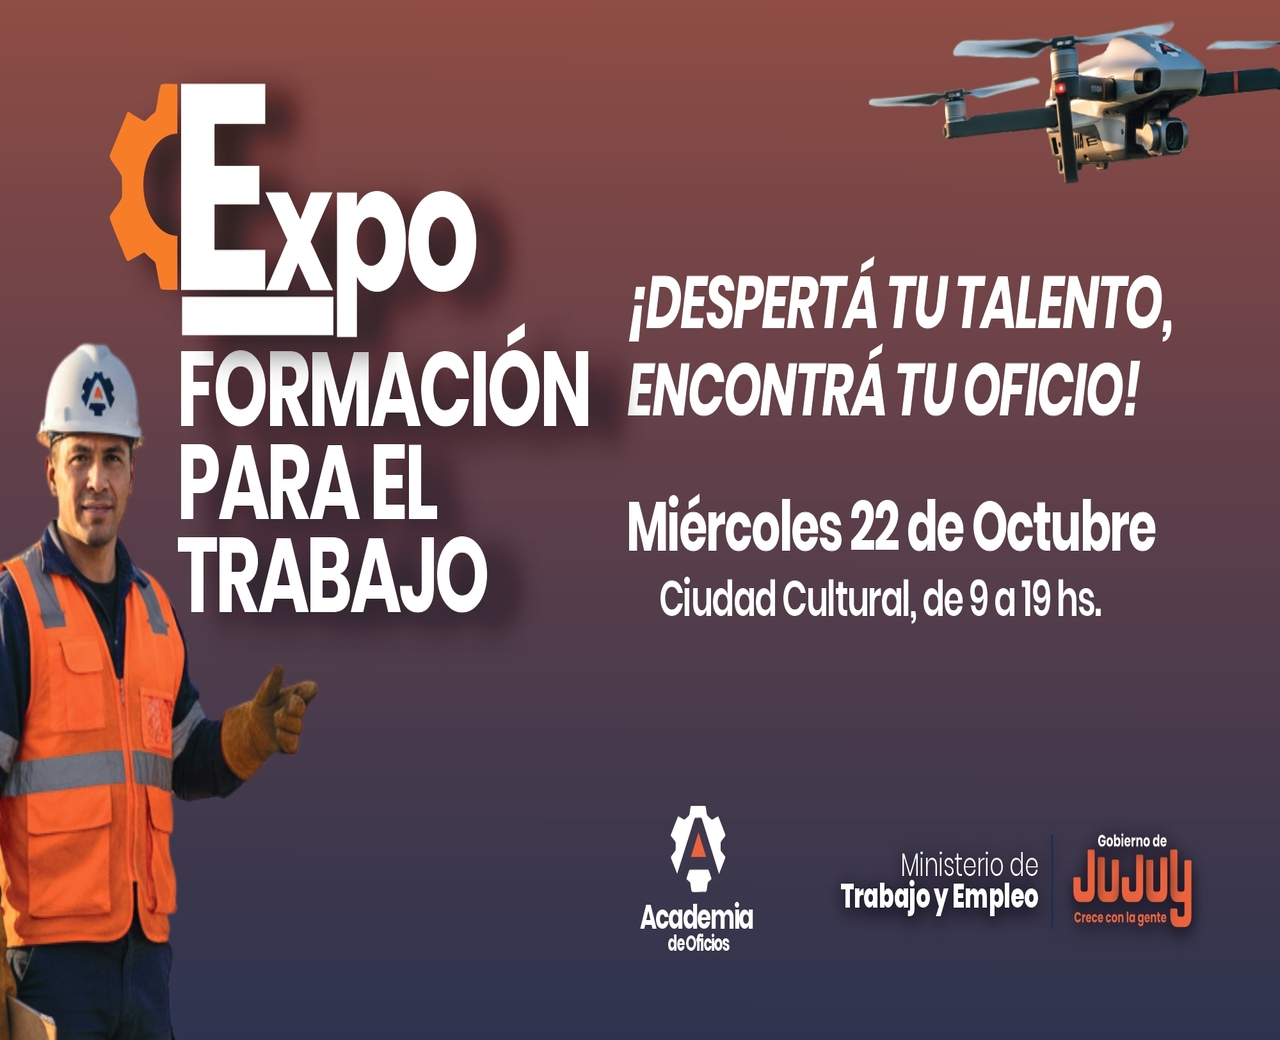 Expo
FORMACIÓN
PARA EL
TRABAJO
¡DESPERTÁ TU TALENTO,
ENCONTRÁ TU OFICIO!
Miércoles 22 de Octubre
Ciudad Cultural, de 9 a 19 hs.
A
Academia
de Oficios
Ministerio de
Trabajo y Empleo
Gobierno de
JUJUY
Crece con la gente